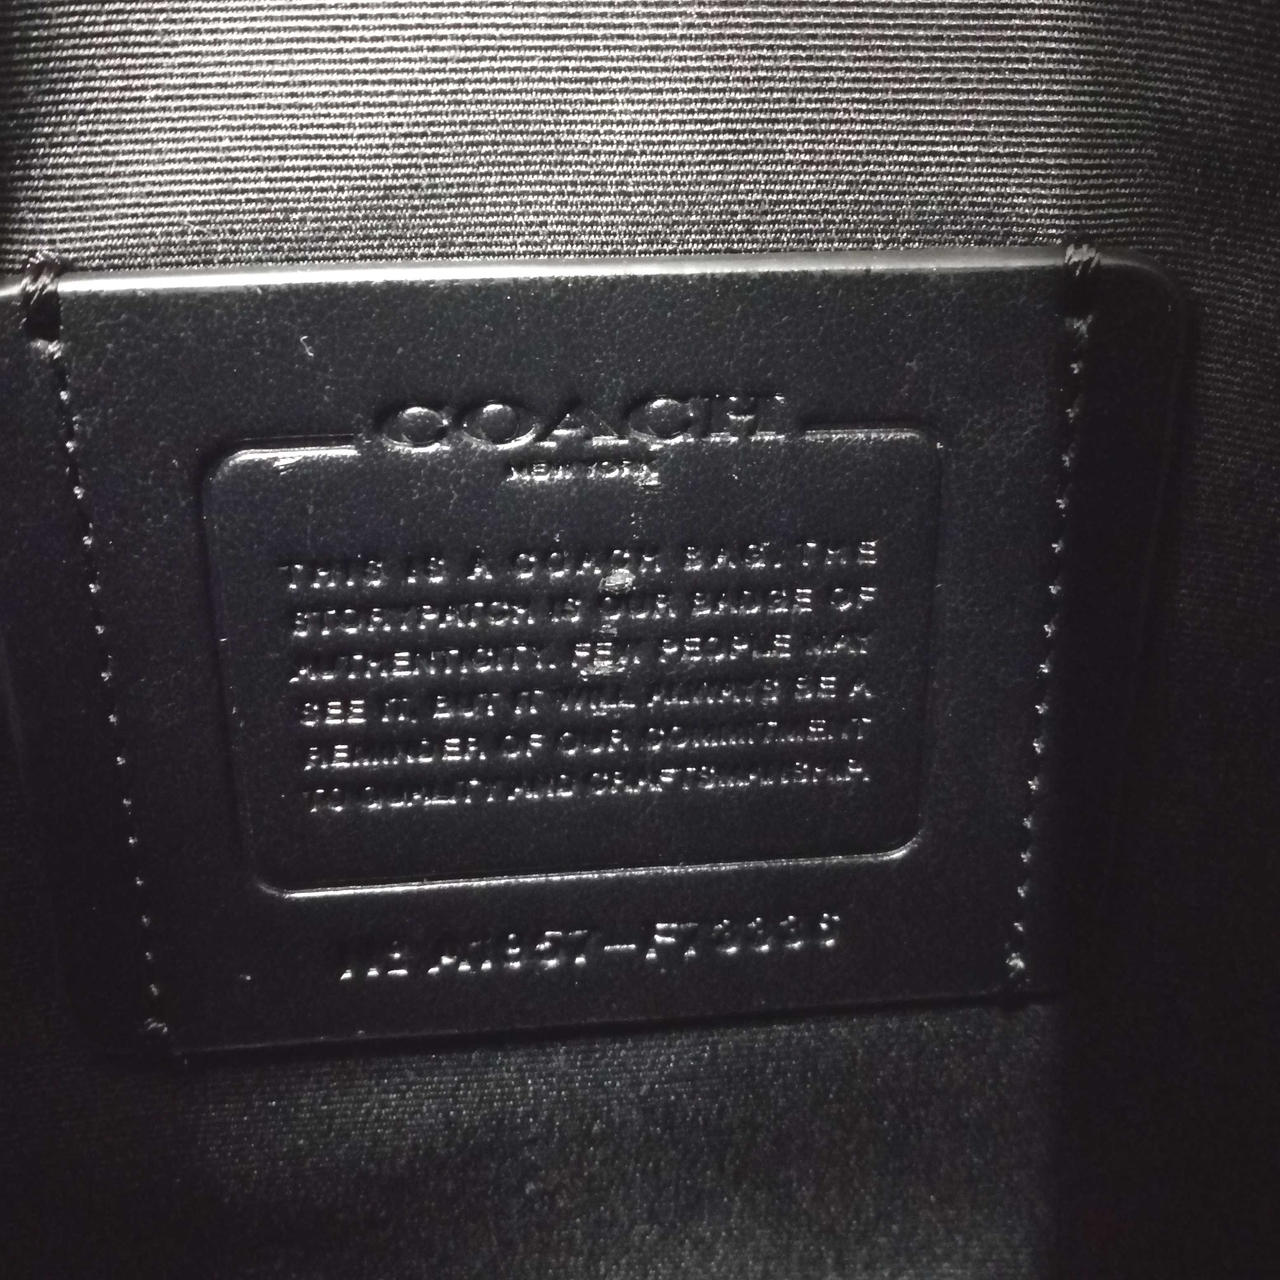 COACH
NEW YORK
THIS IS A COACH BAG. THE
STORYPATCH IS OUR BADGE OF
AUTHENTICITY. FEW PEOPLE MAY
SEE IT, BUT IT WILL ALWAYS BE A
REMINDER OF OUR COMMITMENT
TO QUALITY AND CRAFTSMANSHIP.